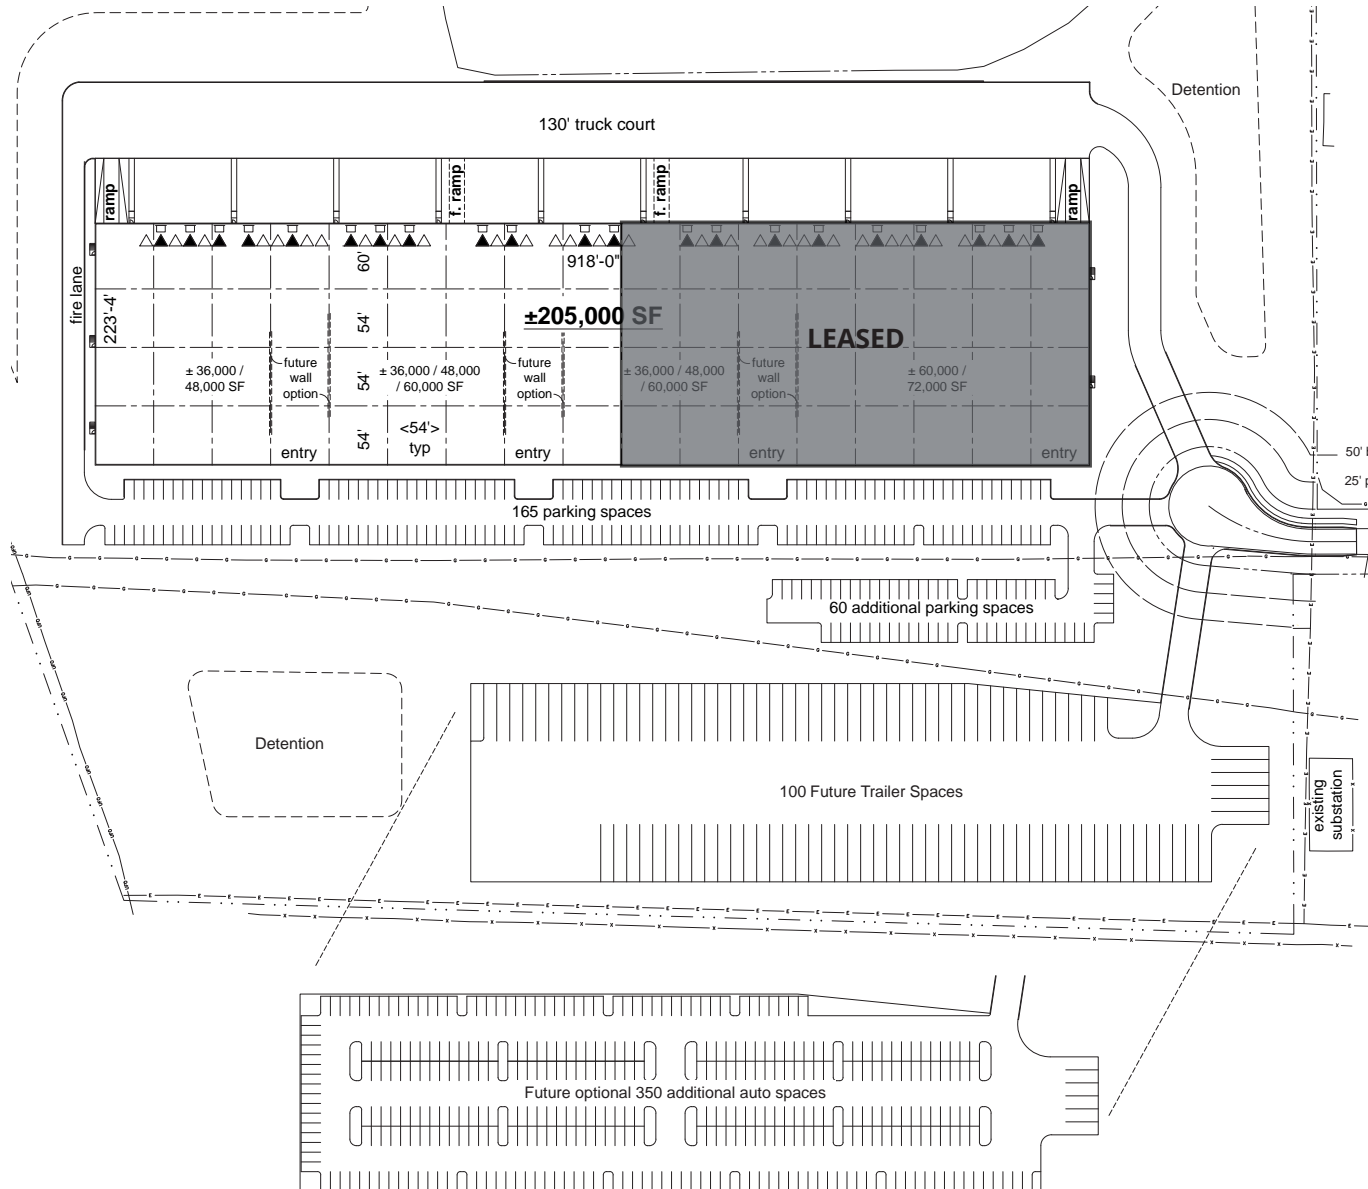 Detention
130' truck court
ramp
f. ramp
f. ramp
ramp
fire lane
223'-4'
60'
918'-0"
54'
±205,000 SF
LEASED
± 36,000 /
48,000 SF
future
wall
option
54'
± 36,000 / 48,000
/ 60,000 SF
future
wall
option
± 36,000 / 48,000
/ 60,000 SF
future
wall
option
± 60,000 /
72,000 SF
entry
54'
<54'>
typ
entry
entry
entry
50'
25'
165 parking spaces
60 additional parking spaces
Detention
100 Future Trailer Spaces
existing
substation
Future optional 350 additional auto spaces